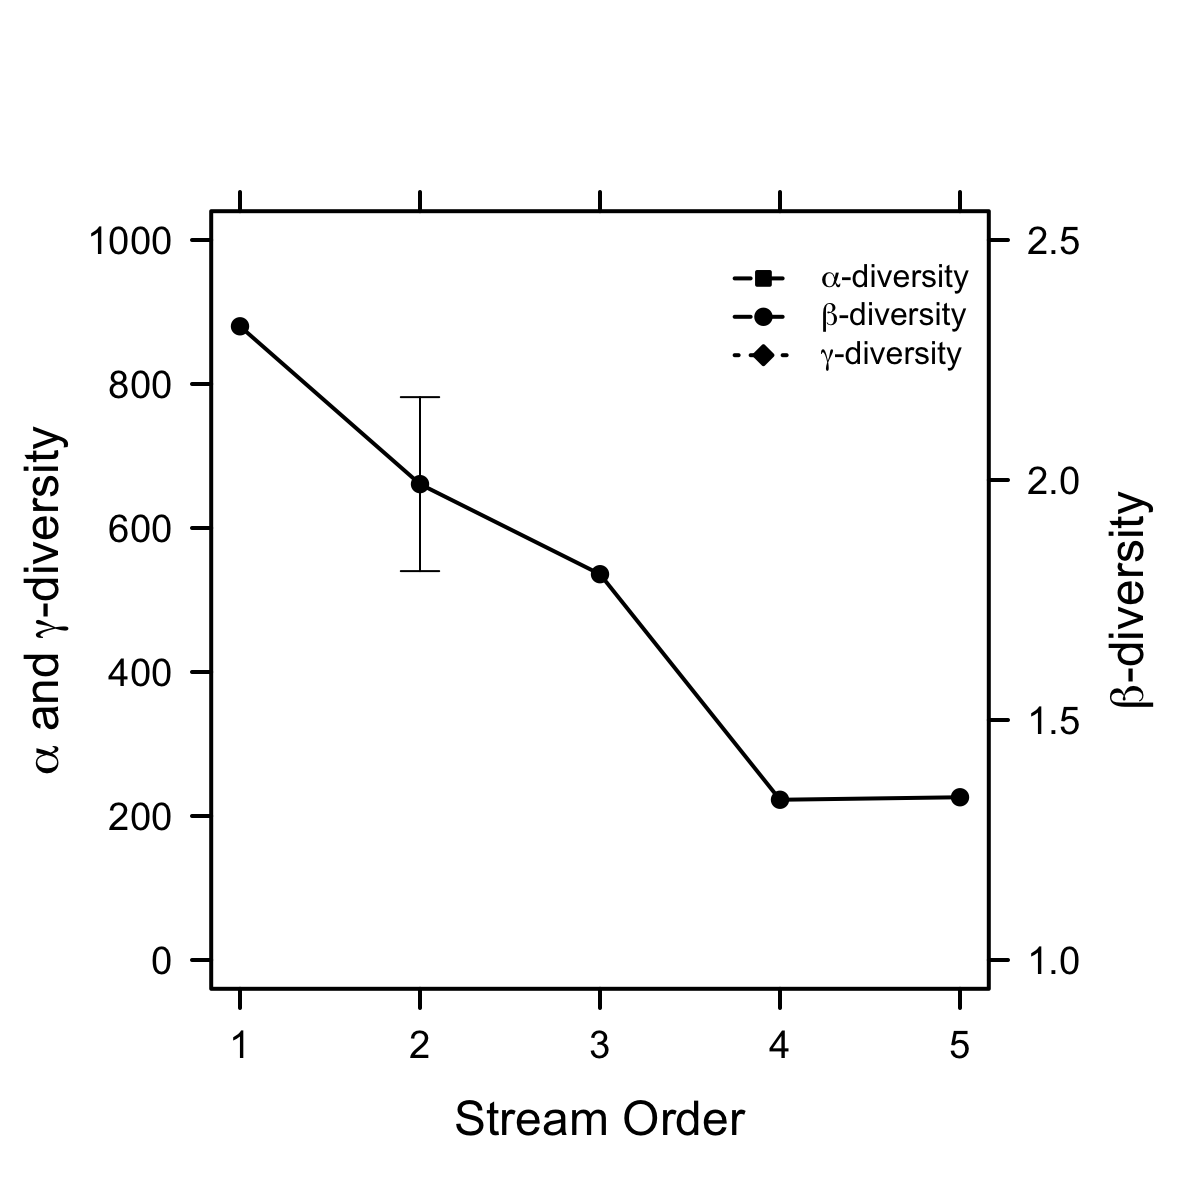 1000
800
600
400
200
0
α and γ-diversity
2.5
2.0
1.5
1.0
β-diversity
α-diversity
β-diversity
γ-diversity
1 2 3 4 5
Stream Order